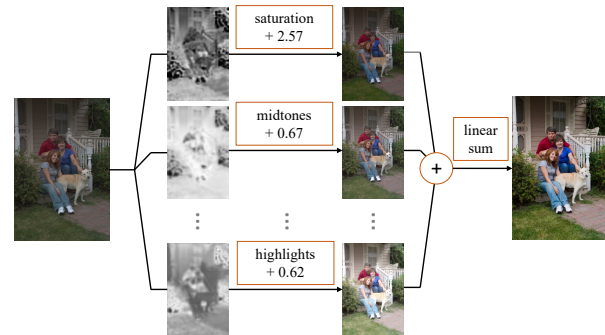 saturation
+ 2.57
midtones
+ 0.67
linear
sum
+
highlights
+ 0.62